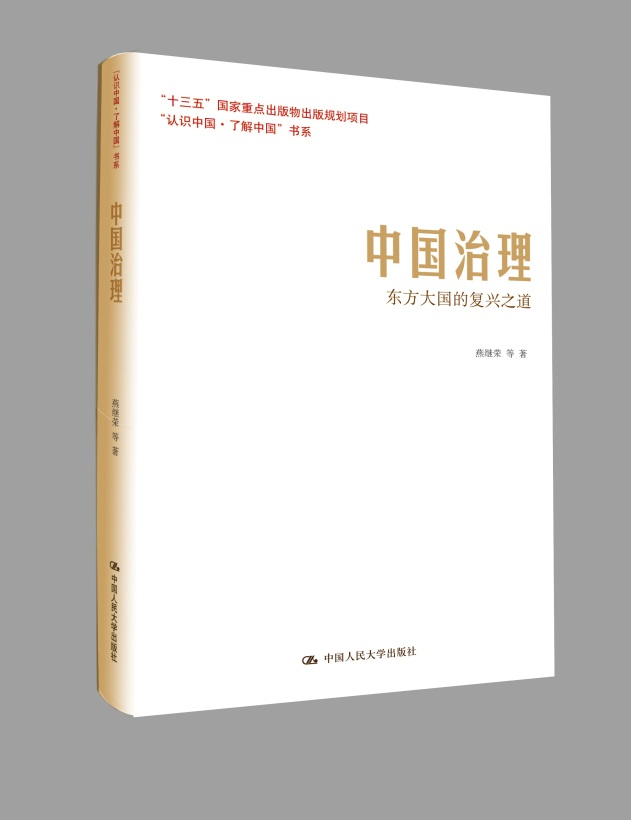 “十三五”国家重点出版物出版规划项目
“认识中国·了解中国”书系
中国治理
东方大国的复兴之道
燕继荣 等 著
中国人民大学出版社
“认识中国·了解中国”书系
中国治理
燕继荣 等 著
中国人民大学出版社